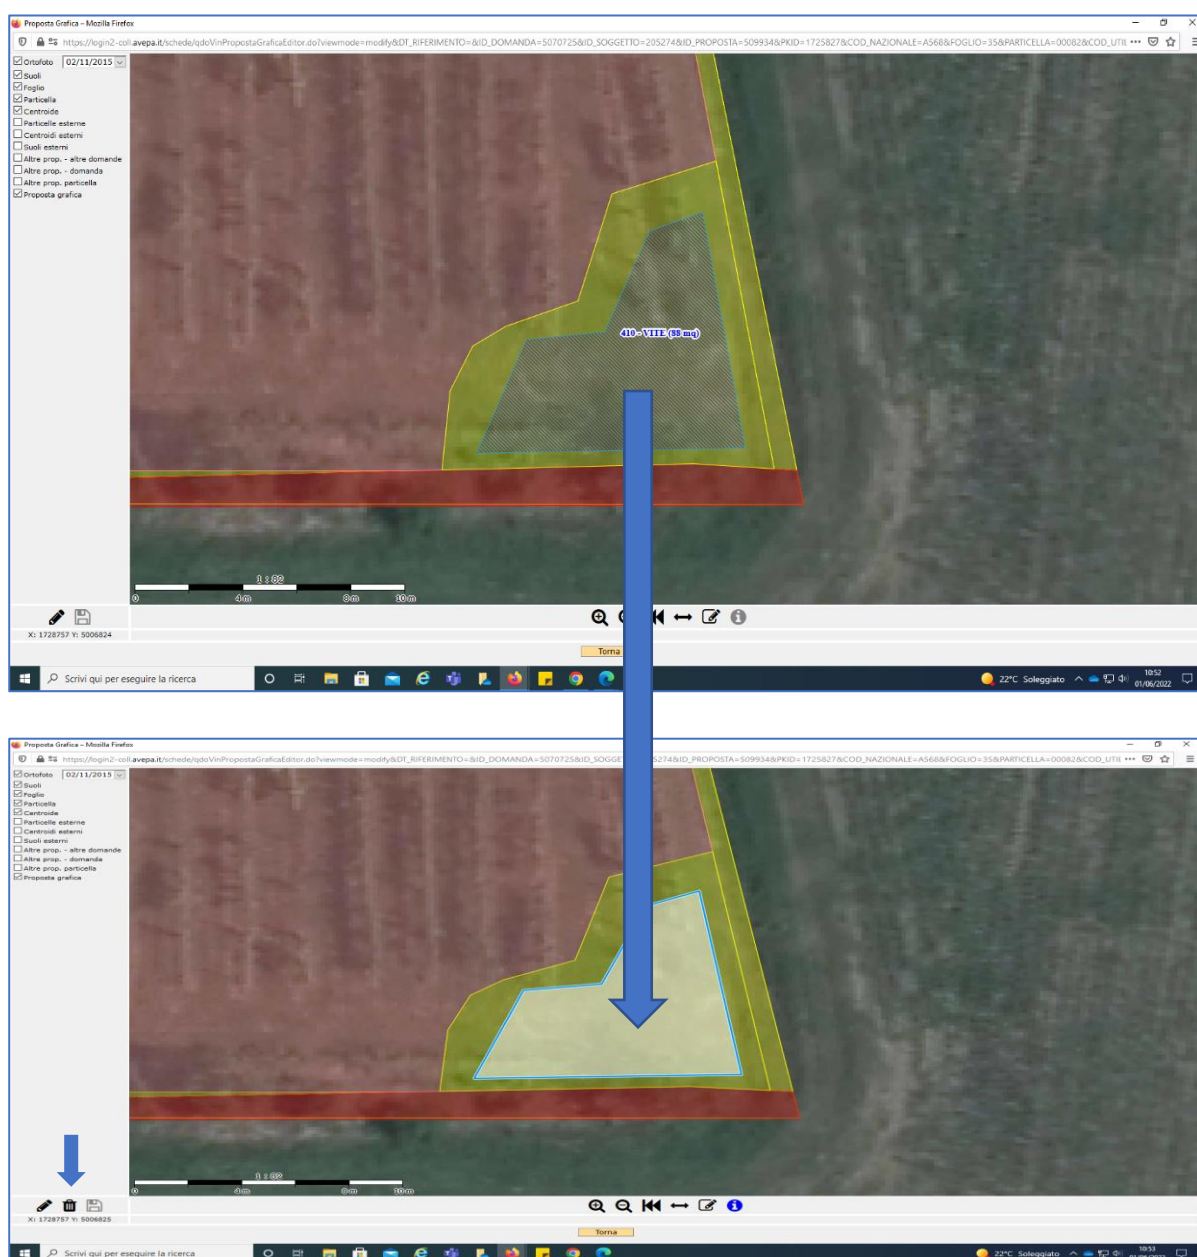 Proposta Grafica – Mozilla Firefox
https://login2-coll.avepa.it/schede/qdoVinPropostaGraficaEditor.do?viewmode=modify&DT_RIFERIMENTO=&ID_DOMANDA=5070725&ID_SOGGETTO=205274&ID_PROPOSTA=509934&PKID=1725827&COD_NAZIONALE=A568&FOGLIO=35&PARTICELLA=00082&COD_UTIL
Ortofoto 02/11/2015
Suoli
Foglio
Particella
Centroide
Particelle esterne
Centroidi esterni
Suoli esterni
Altre prop. - altre domande
Altre prop. - domanda
Altre prop. particella
Proposta grafica
410 - VITE (88 mq)
1 : 82
0 4m 8m 10m
X: 1728757 Y: 5006824
Torna
Scrivi qui per eseguire la ricerca
22°C Soleggiato
10:52
01/06/2022
Proposta Grafica – Mozilla Firefox
https://login2-coll.avepa.it/schede/qdoVinPropostaGraficaEditor.do?viewmode=modify&DT_RIFERIMENTO=&ID_DOMANDA=5070725&ID_SOGGE 5274&ID_PROPOSTA=509934&PKID=1725827&COD_NAZIONALE=A568&FOGLIO=35&PARTICELLA=00082&COD_UTIL
Ortofoto 02/11/2015
Suoli
Foglio
Particella
Centroide
Particelle esterne
Centroidi esterni
Suoli esterni
Altre prop. - altre domande
Altre prop. - domanda
Altre prop. particella
Proposta grafica
1 : 82
0 4m 8m 10m
X: 1728757 Y: 5006825
Torna
Scrivi qui per eseguire la ricerca
22°C Soleggiato
10:53
01/06/2022